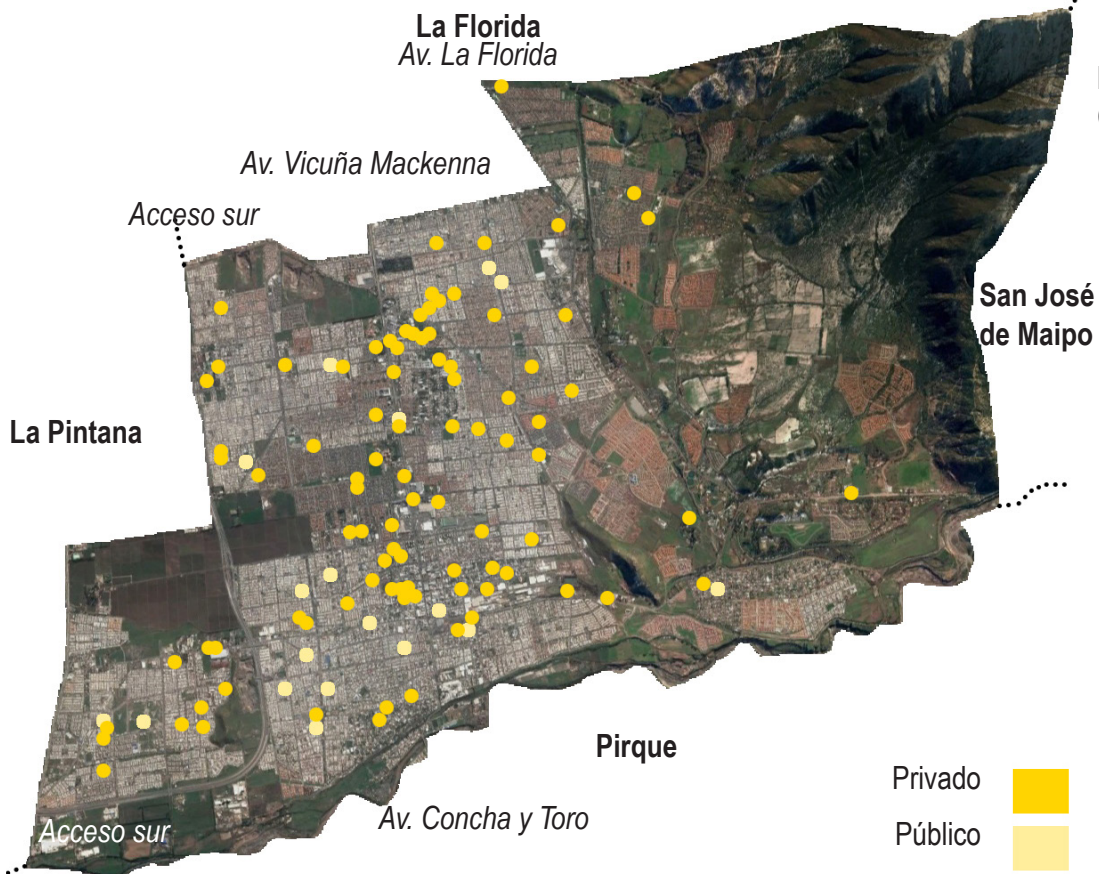 La Florida
Av. La Florida
Av. Vicuña Mackenna
Acceso sur
San José
de Maipo
La Pintana
Pirque
Privado
Av. Concha y Toro
Público
Acceso sur